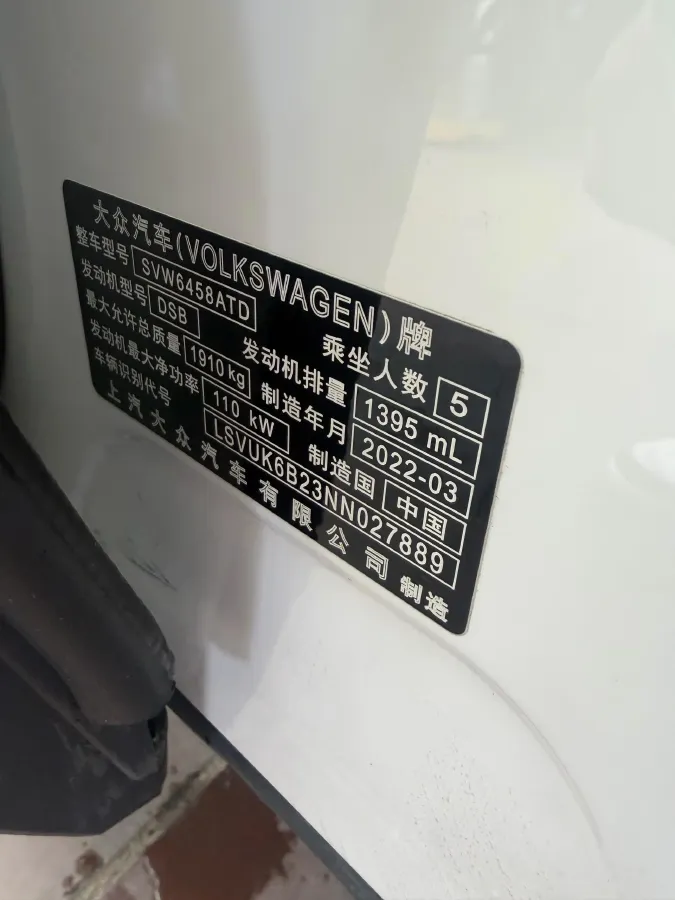 大众汽车(VOLKSWAGEN)牌
整车型号 SVW6458ATD 乘坐人数 5
发动机型号 DSB 发动机排量 1395 mL
最大允许总质量 1910kg 制造年月 2022-03
发动机最大净功率 110 kW 制造国 中国
车辆识别代号 LSVUK6B23NN027889
上汽大众汽车有限公司 制造